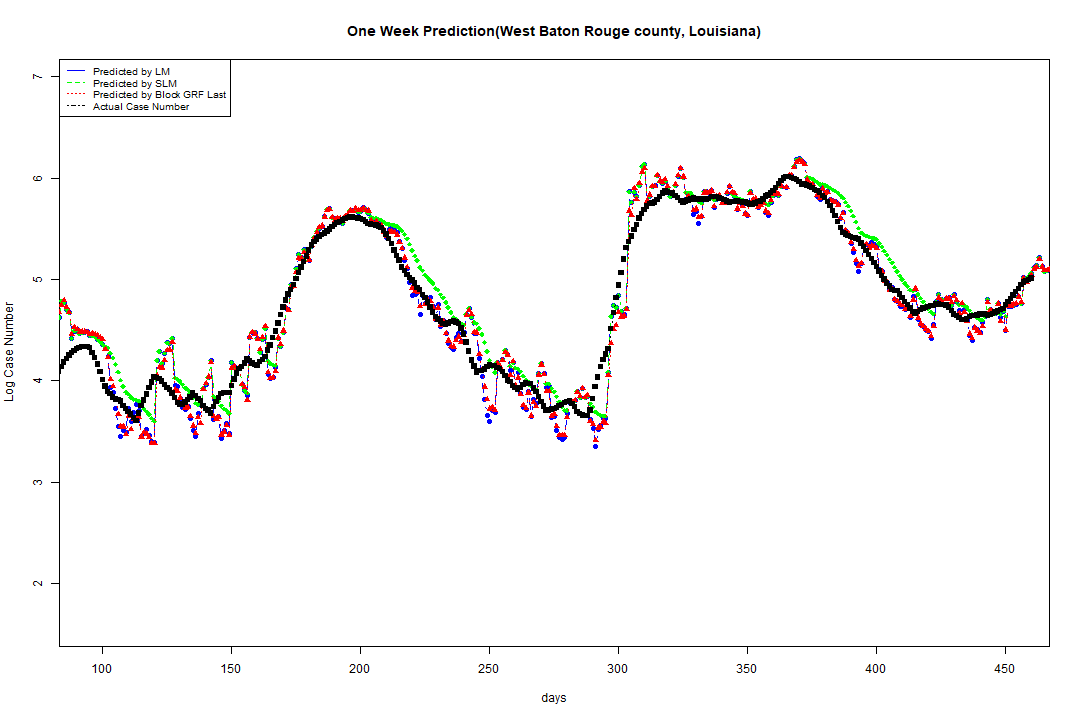 One Week Prediction(West Baton Rouge county, Louisiana)
Predicted by LM
Predicted by SLM
Predicted by Block GRF Last
Actual Case Number
7
6
5
4
3
2
Log Case Number
100 150 200 250 300 350 400 450
days